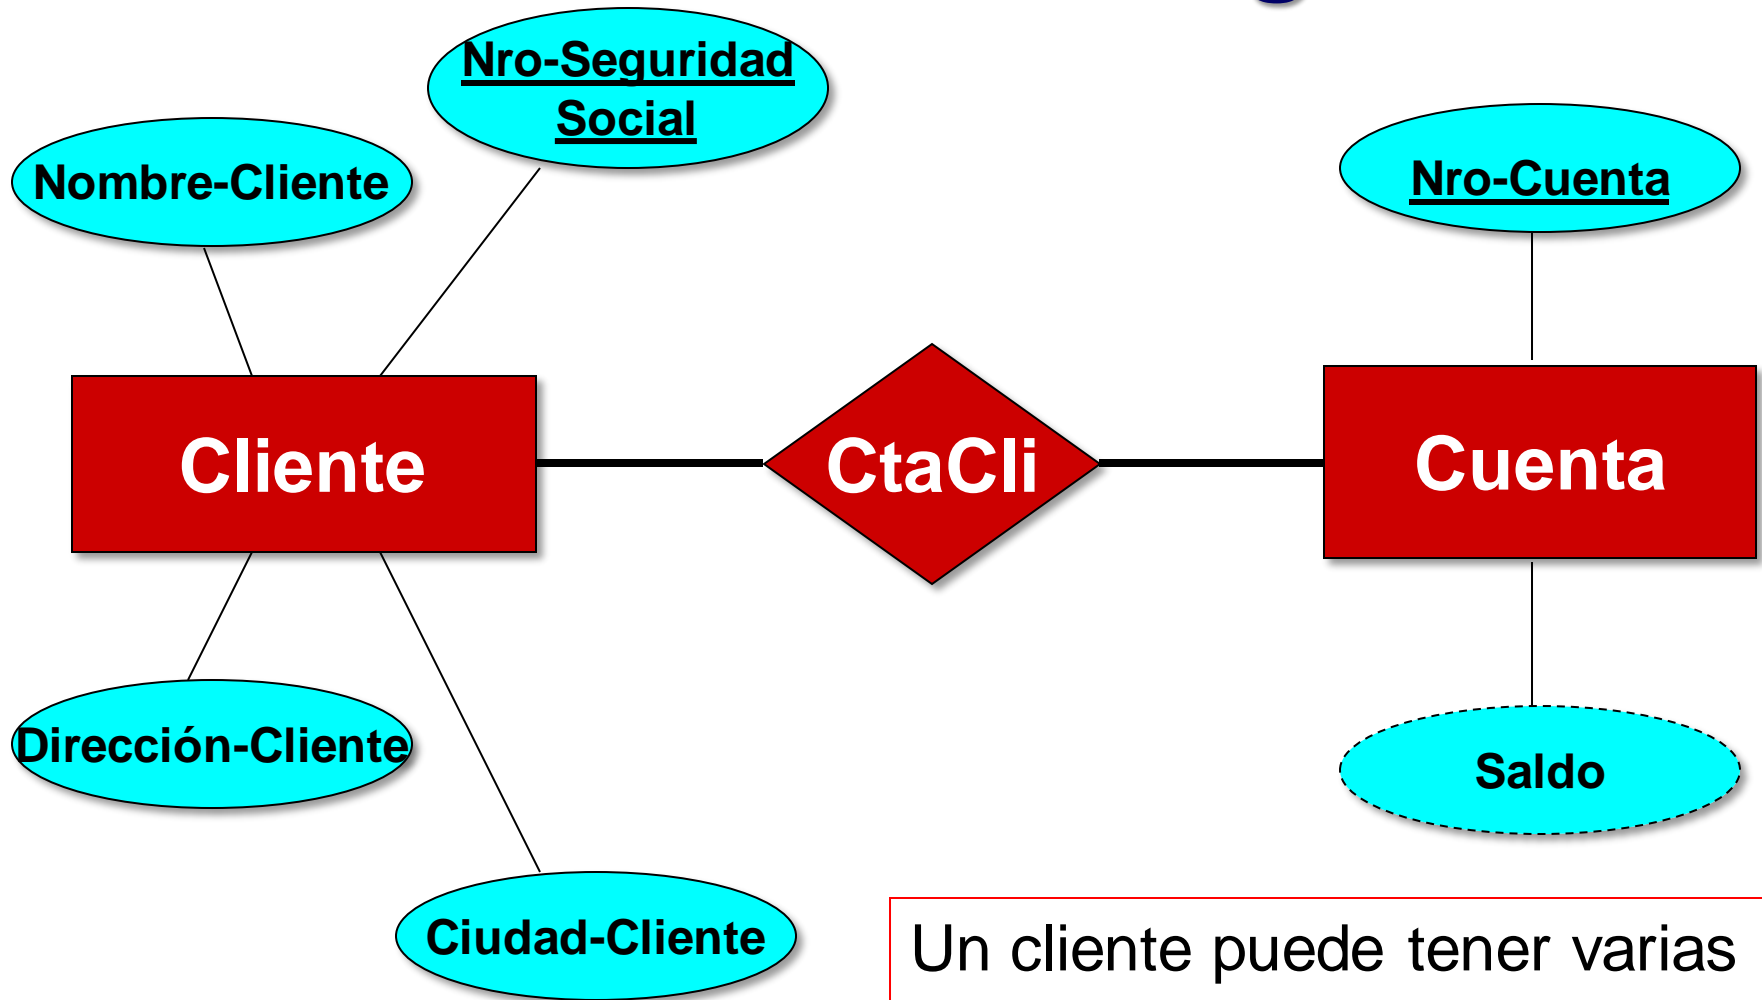 Nro-Seguridad
Social
Nombre-Cliente
Nro-Cuenta
Cliente
CtaCli
Cuenta
Dirección-Cliente
Saldo
Ciudad-Cliente
Un cliente puede tener varias